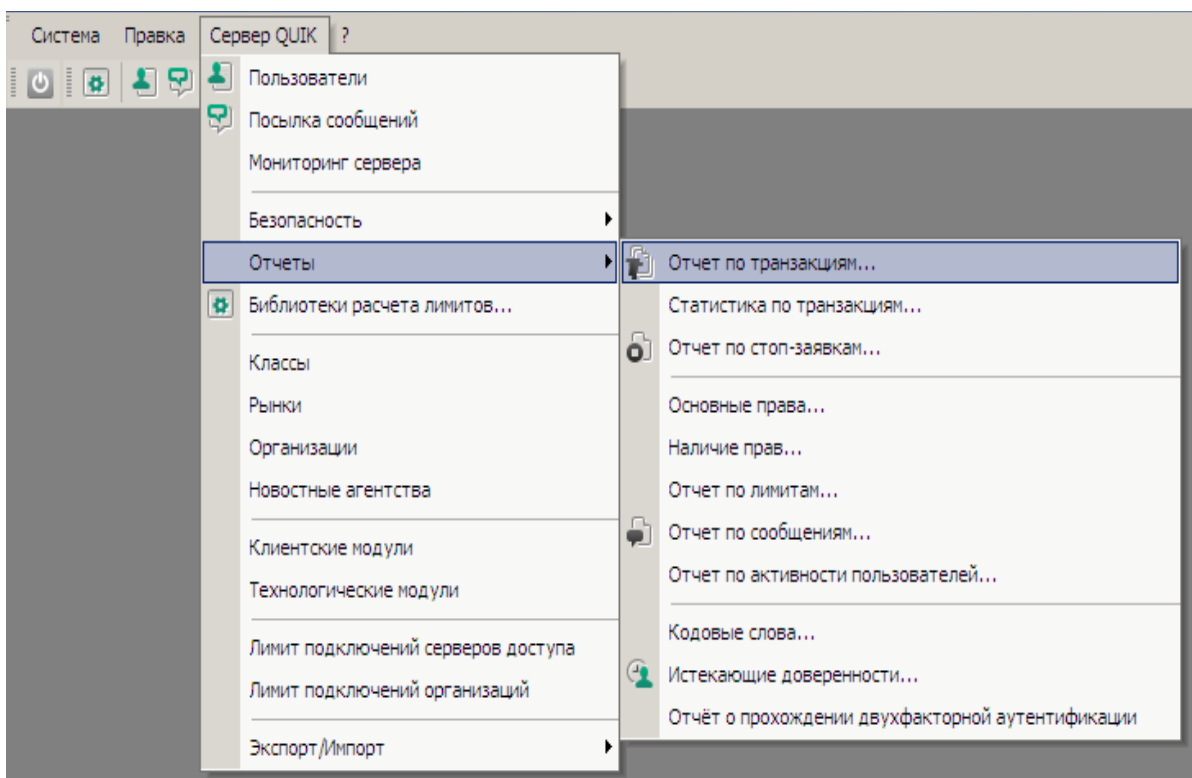 Система Правка Сервер QUIK ?
Пользователи
Посылка сообщений
Мониторинг сервера
Безопасность
Отчеты
Библиотеки расчета лимитов...
Классы
Рынки
Организации
Новостные агентства
Клиентские модули
Технологические модули
Лимит подключений серверов доступа
Лимит подключений организаций
Экспорт/Импорт
Отчет по транзакциям...
Статистика по транзакциям...
Отчет по стоп-заявкам...
Основные права...
Наличие прав...
Отчет по лимитам...
Отчет по сообщениям...
Отчет по активности пользователей...
Кодовые слова...
Истекающие доверенности...
Отчёт о прохождении двухфакторной аутентификации